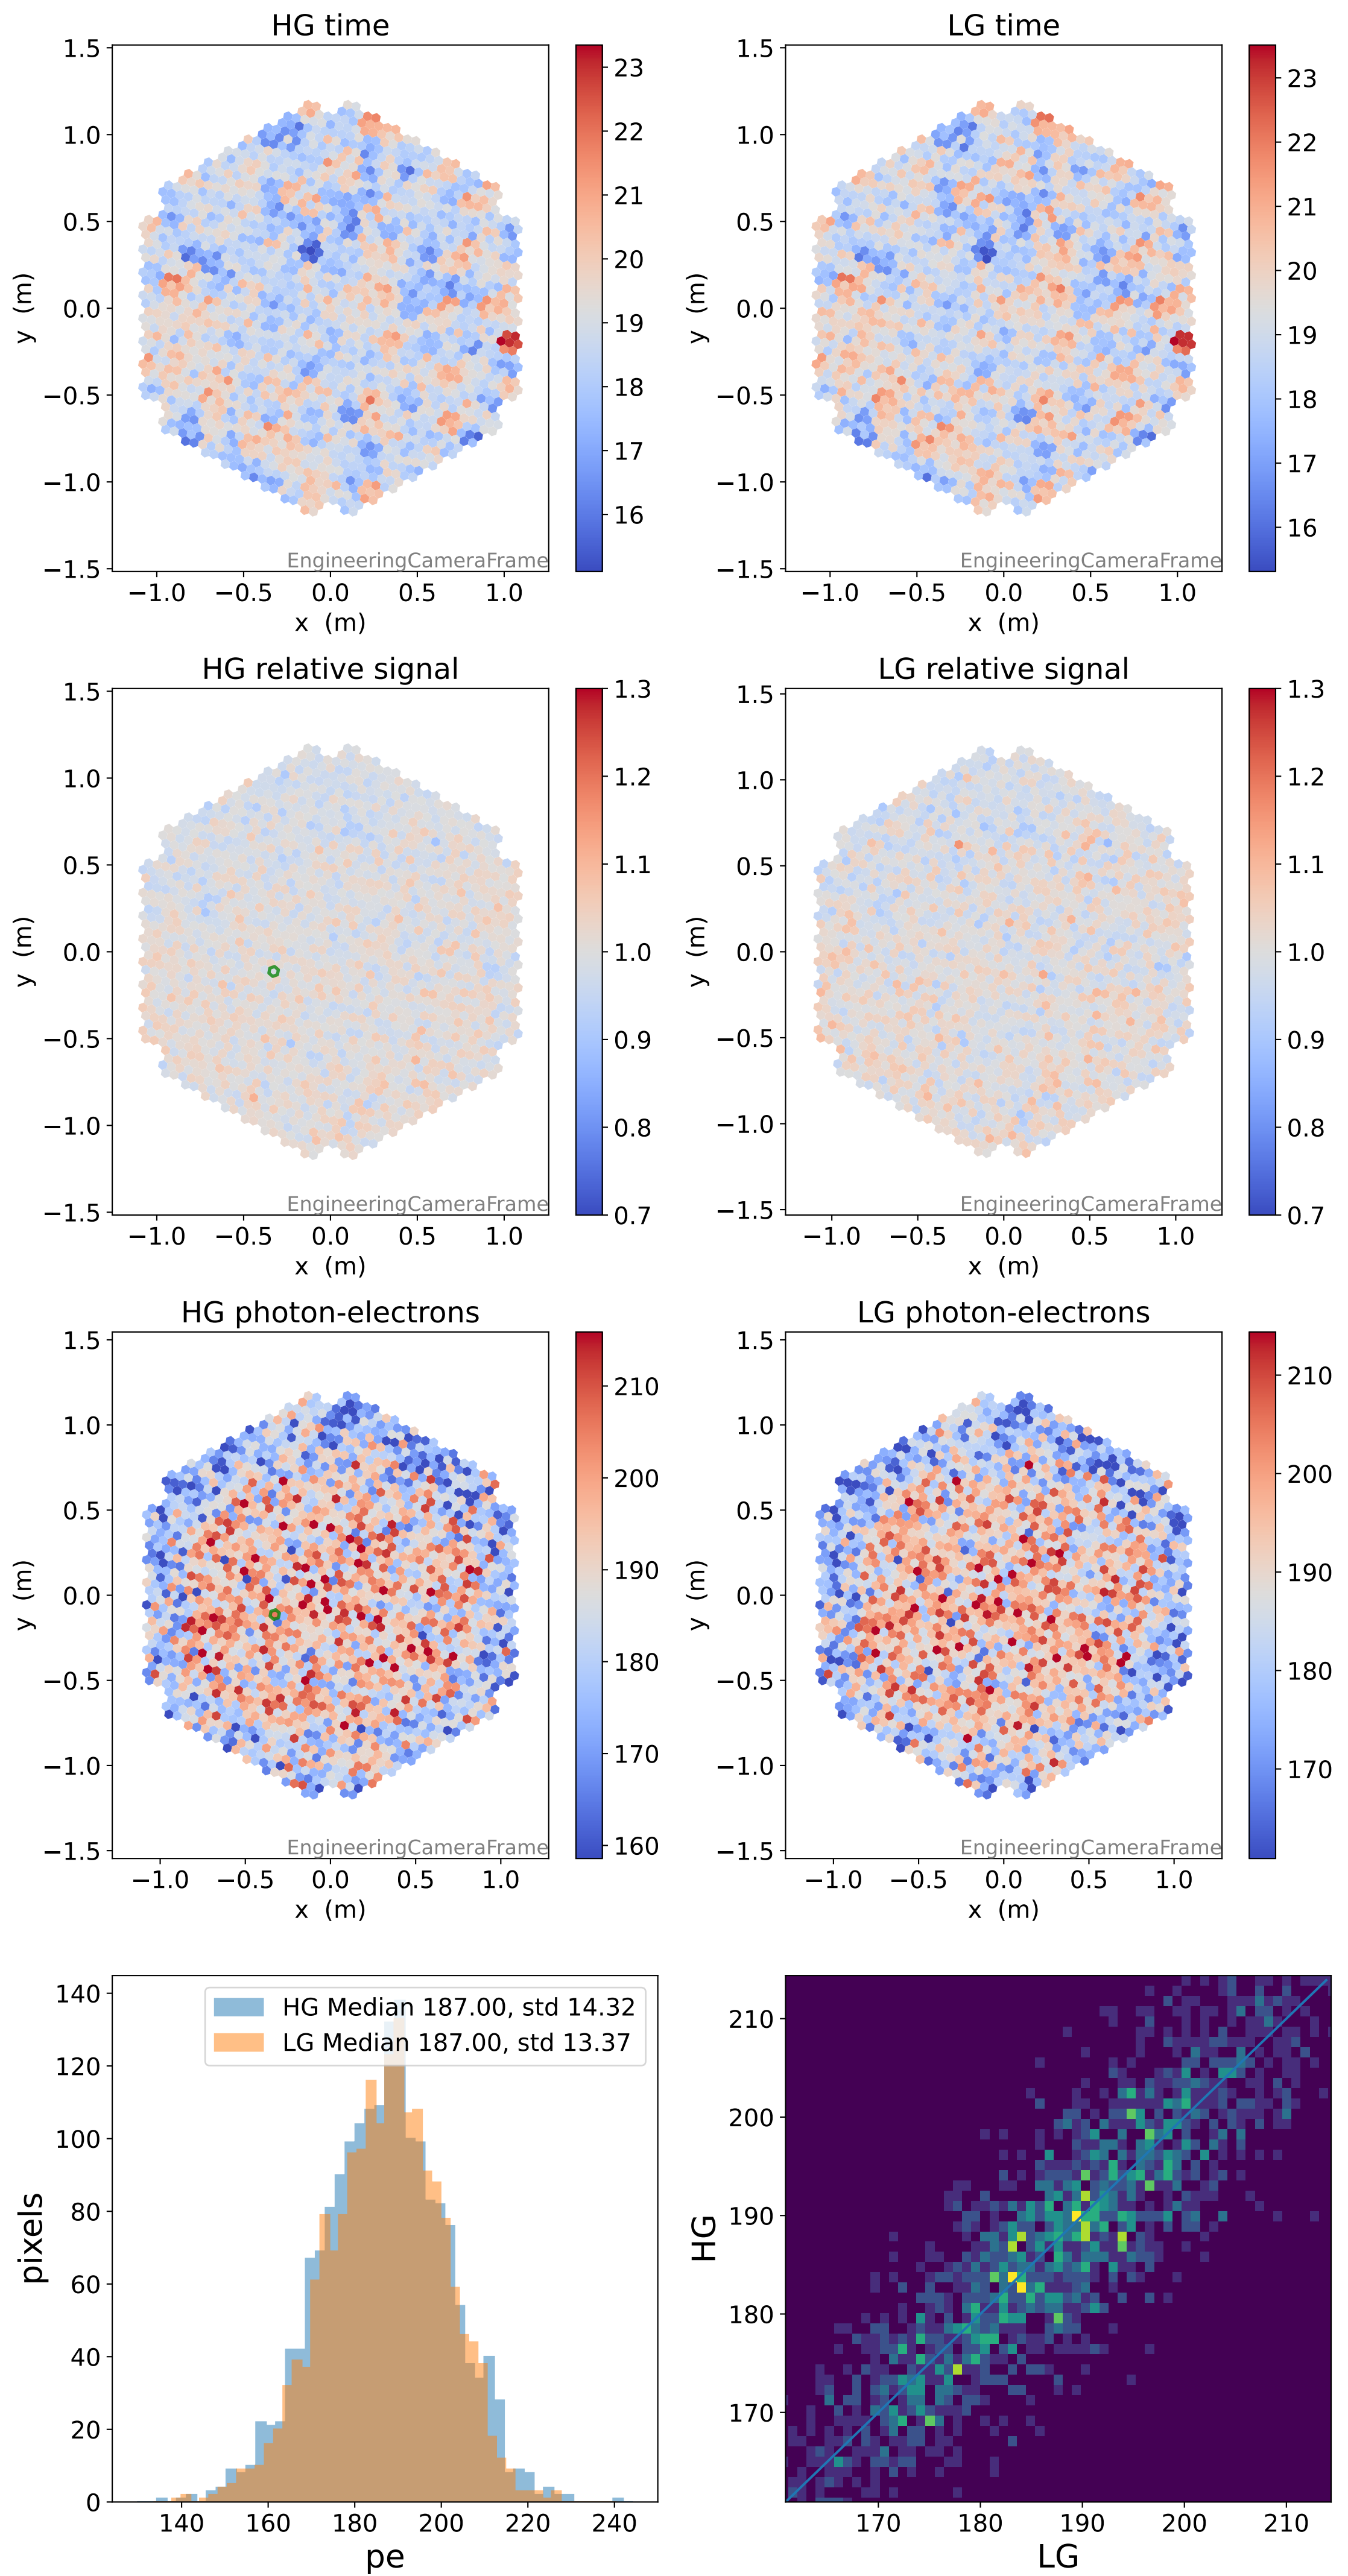 HG time
LG time
1.5
1.0
0.5
0.0
−0.5
−1.0
−1.5
y (m)
−1.0 −0.5 0.0 0.5 1.0
x (m)
EngineeringCameraFrame
23
22
21
20
19
18
17
16
1.5
1.0
0.5
0.0
−0.5
−1.0
−1.5
y (m)
−1.0 −0.5 0.0 0.5 1.0
x (m)
EngineeringCameraFrame
23
22
21
20
19
18
17
16
HG relative signal
LG relative signal
1.5
1.0
0.5
0.0
−0.5
−1.0
−1.5
y (m)
−1.0 −0.5 0.0 0.5 1.0
x (m)
EngineeringCameraFrame
1.3
1.2
1.1
1.0
0.9
0.8
0.7
1.5
1.0
0.5
0.0
−0.5
−1.0
−1.5
y (m)
−1.0 −0.5 0.0 0.5 1.0
x (m)
EngineeringCameraFrame
1.3
1.2
1.1
1.0
0.9
0.8
0.7
HG photon-electrons
LG photon-electrons
1.5
1.0
0.5
0.0
−0.5
−1.0
−1.5
y (m)
−1.0 −0.5 0.0 0.5 1.0
x (m)
EngineeringCameraFrame
210
200
190
180
170
160
1.5
1.0
0.5
0.0
−0.5
−1.0
−1.5
y (m)
−1.0 −0.5 0.0 0.5 1.0
x (m)
EngineeringCameraFrame
210
200
190
180
170
HG Median 187.00, std 14.32
LG Median 187.00, std 13.37
140
120
100
80
60
40
20
0
pixels
140 160 180 200 220 240
pe
210
200
190
180
170
HG
170 180 190 200 210
LG